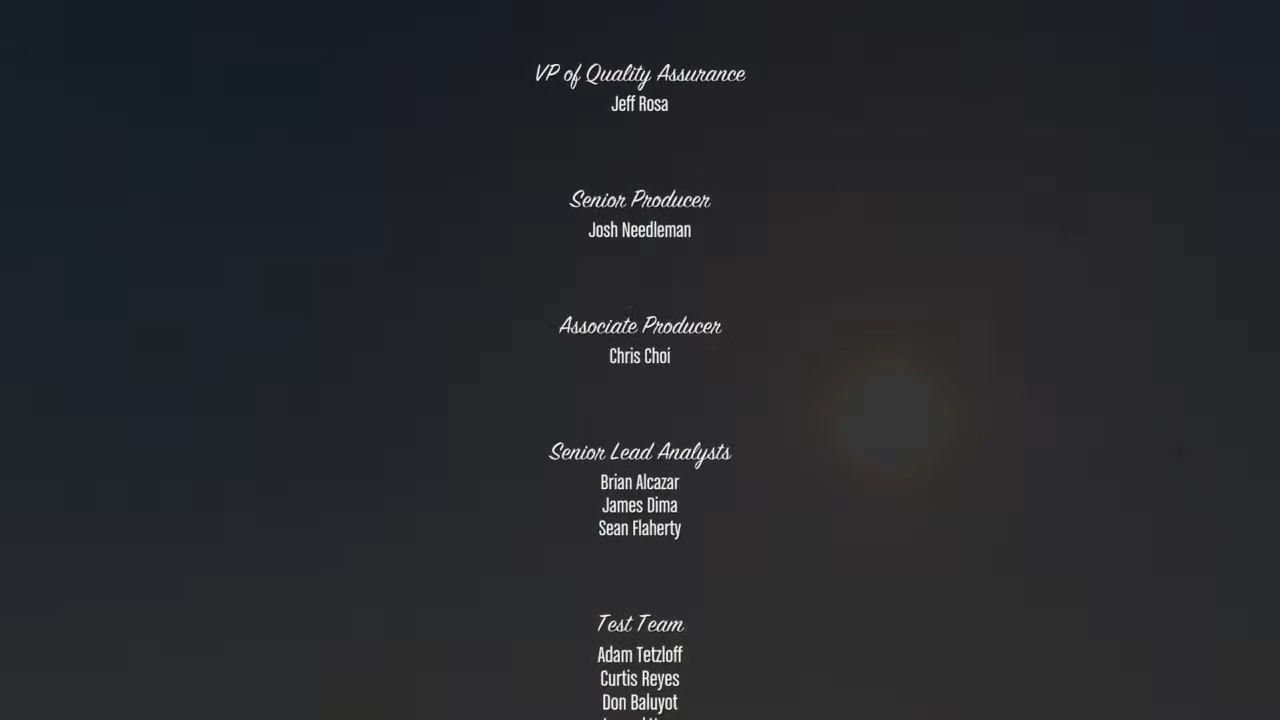 VP of Quality Assurance
Jeff Rosa
Senior Producer
Josh Needleman
Associate Producer
Chris Choi
Senior Lead Analysts
Brian Alcazar
James Dima
Sean Flaherty
Test Team
Adam Tetzloff
Curtis Reyes
Don Baluyot